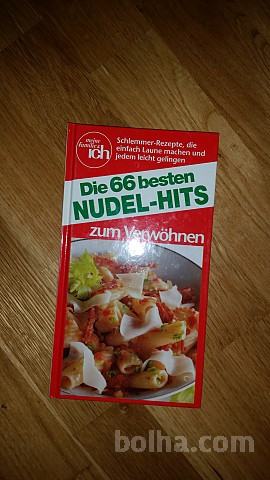 meine
familie &
ich
Schlemmer-Rezepte, die
einfach Laune machen und
jedem leicht gelingen
Die 66 besten
NUDEL-HITS
zum Verwöhnen
bolha.com